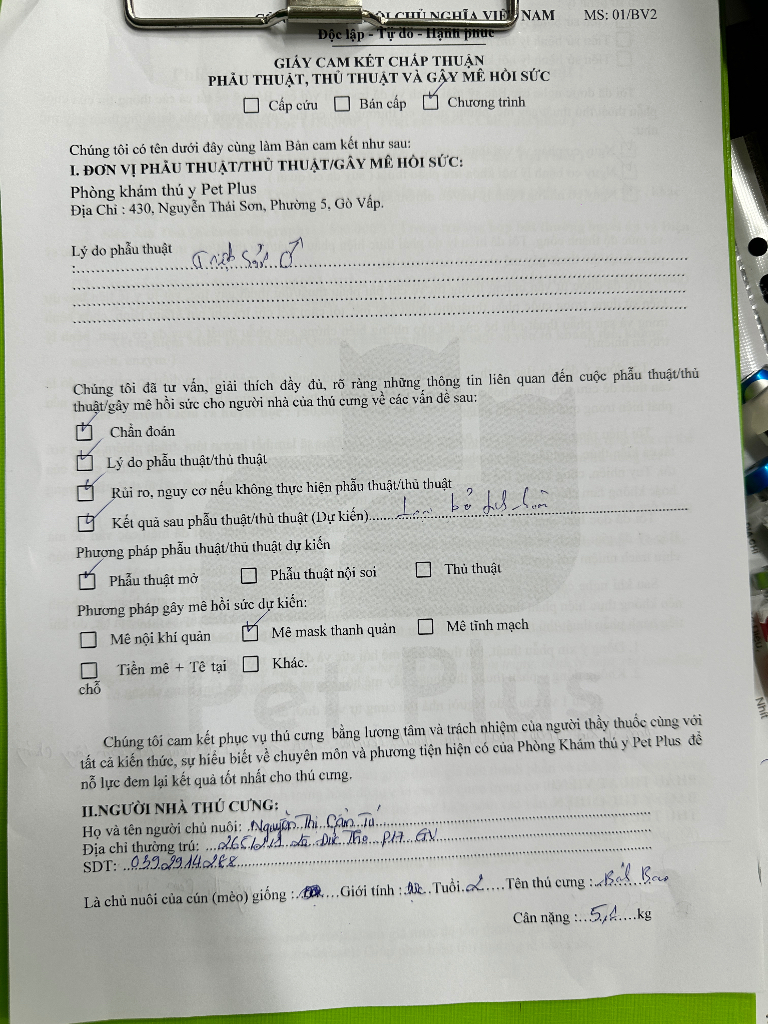 CHỦ NGHĨA VIỆT NAM MS: 01/BV2
Độc lập - Tự do - Hạnh phúc
GIẤY CAM KẾT CHẤP THUẬN
PHẪU THUẬT, THỦ THUẬT VÀ GÂY MÊ HỒI SỨC
Cấp cứu Bán cấp Chương trình
Chúng tôi có tên dưới đây cùng làm Bản cam kết như sau:
I. ĐƠN VỊ PHẪU THUẬT/THỦ THUẬT/GÂY MÊ HỒI SỨC:
Phòng khám thú y Pet Plus
Địa Chỉ : 430, Nguyễn Thái Sơn, Phường 5, Gò Vấp.
Lý do phẫu thuật
: Triệt sản ♂
Chúng tôi đã tư vấn, giải thích đầy đủ, rõ ràng những thông tin liên quan đến cuộc phẫu thuật/thủ
thuật/gây mê hồi sức cho người nhà của thú cưng về các vấn đề sau:
Chẩn đoán
Lý do phẫu thuật/thủ thuật
Rủi ro, nguy cơ nếu không thực hiện phẫu thuật/thủ thuật
Kết quả sau phẫu thuật/thủ thuật (Dự kiến) bỏ
Phương pháp phẫu thuật/thủ thuật dự kiến
Phẫu thuật mở Phẫu thuật nội soi Thủ thuật
Phương pháp gây mê hồi sức dự kiến:
Mê nội khí quản Mê mask thanh quản Mê tĩnh mạch
Tiền mê + Tê tại Khác.
chỗ
Pet Plus
Chúng tôi cam kết phục vụ thú cưng bằng lương tâm và trách nhiệm của người thầy thuốc cùng với
tất cả kiến thức, sự hiểu biết về chuyên môn và phương tiện hiện có của Phòng Khám thú y Pet Plus để
nỗ lực đem lại kết quả tốt nhất cho thú cưng.
II.NGƯỜI NHÀ THÚ CƯNG:
Họ và tên người chủ nuôi: Nguyễn Thị Cẩm Tú
Địa chỉ thường trú: Lê Đức Thọ P17 GV
SDT: 039.2914268
Là chủ nuôi của cún (mèo) giống : Giới tính : Tuổi 2 Tên thú cưng : Bao
Cân nặng : 5,1 kg